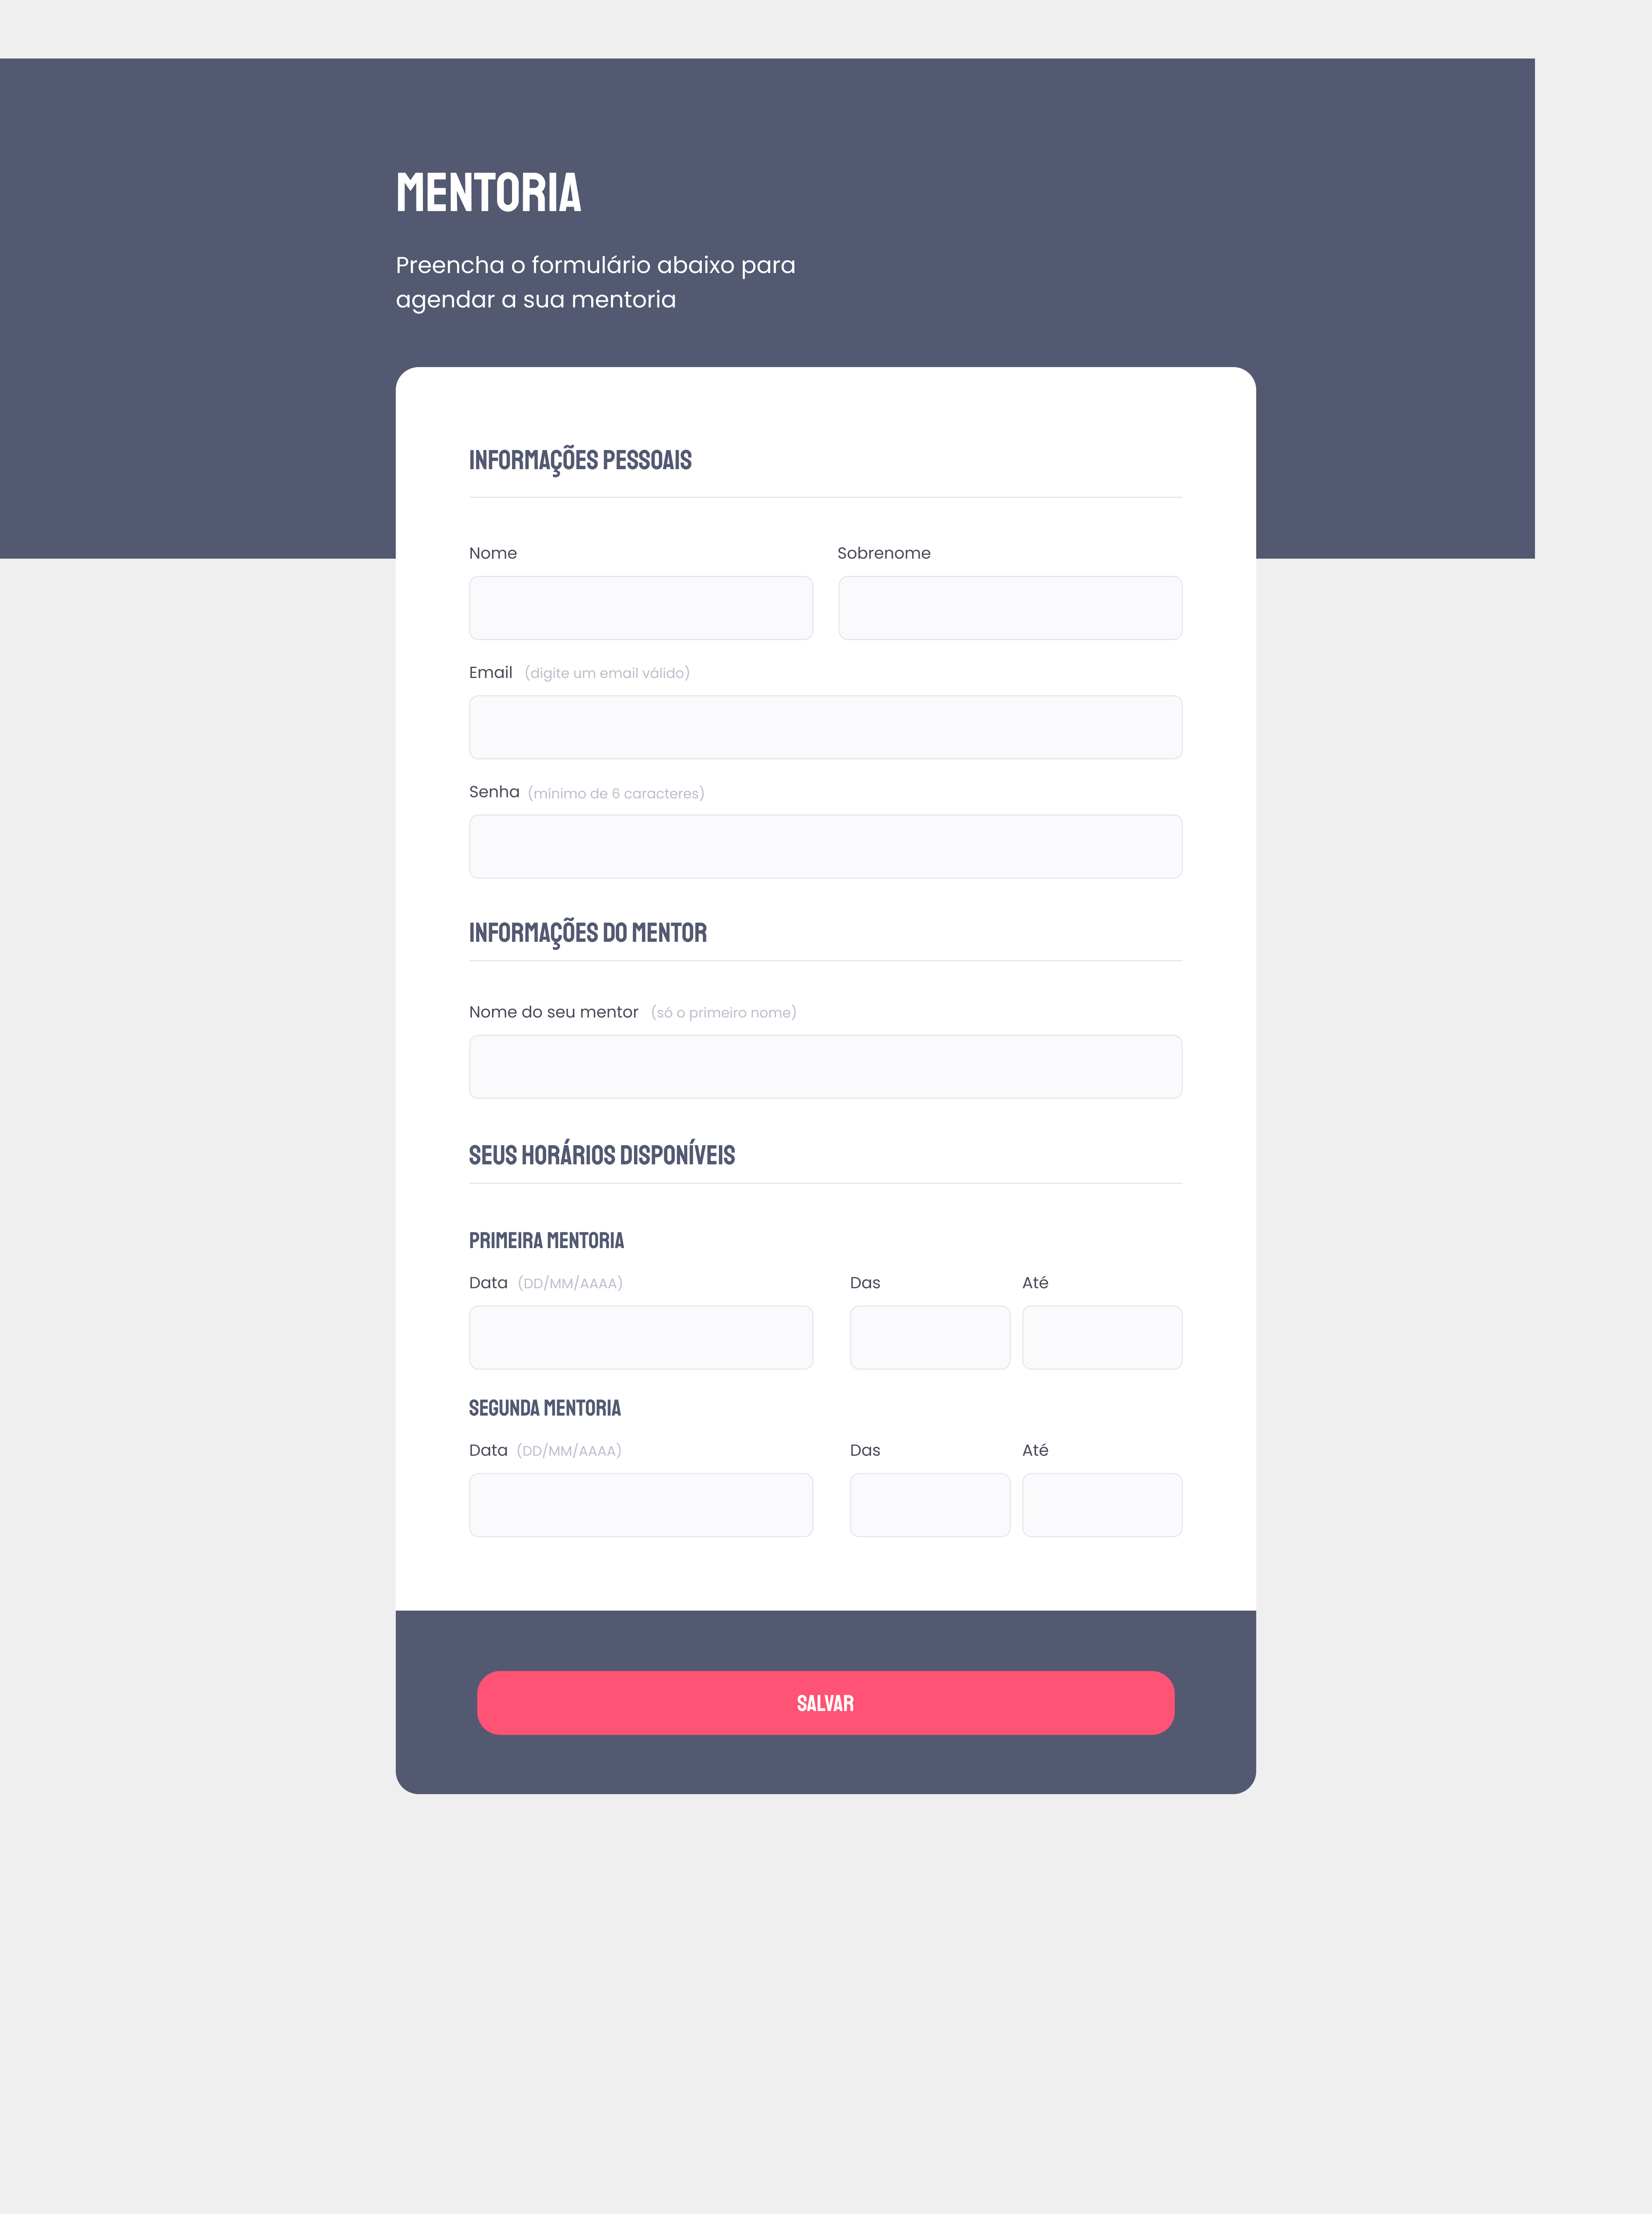 MENTORIA
Preencha o formulário abaixo para
agendar a sua mentoria
INFORMAÇÕES PESSOAIS
Nome Sobrenome
Email (digite um email válido)
Senha (mínimo de 6 caracteres)
INFORMAÇÕES DO MENTOR
Nome do seu mentor (só o primeiro nome)
SEUS HORÁRIOS DISPONÍVEIS
PRIMEIRA MENTORIA
Data (DD/MM/AAAA) Das Até
SEGUNDA MENTORIA
Data (DD/MM/AAAA) Das Até
SALVAR